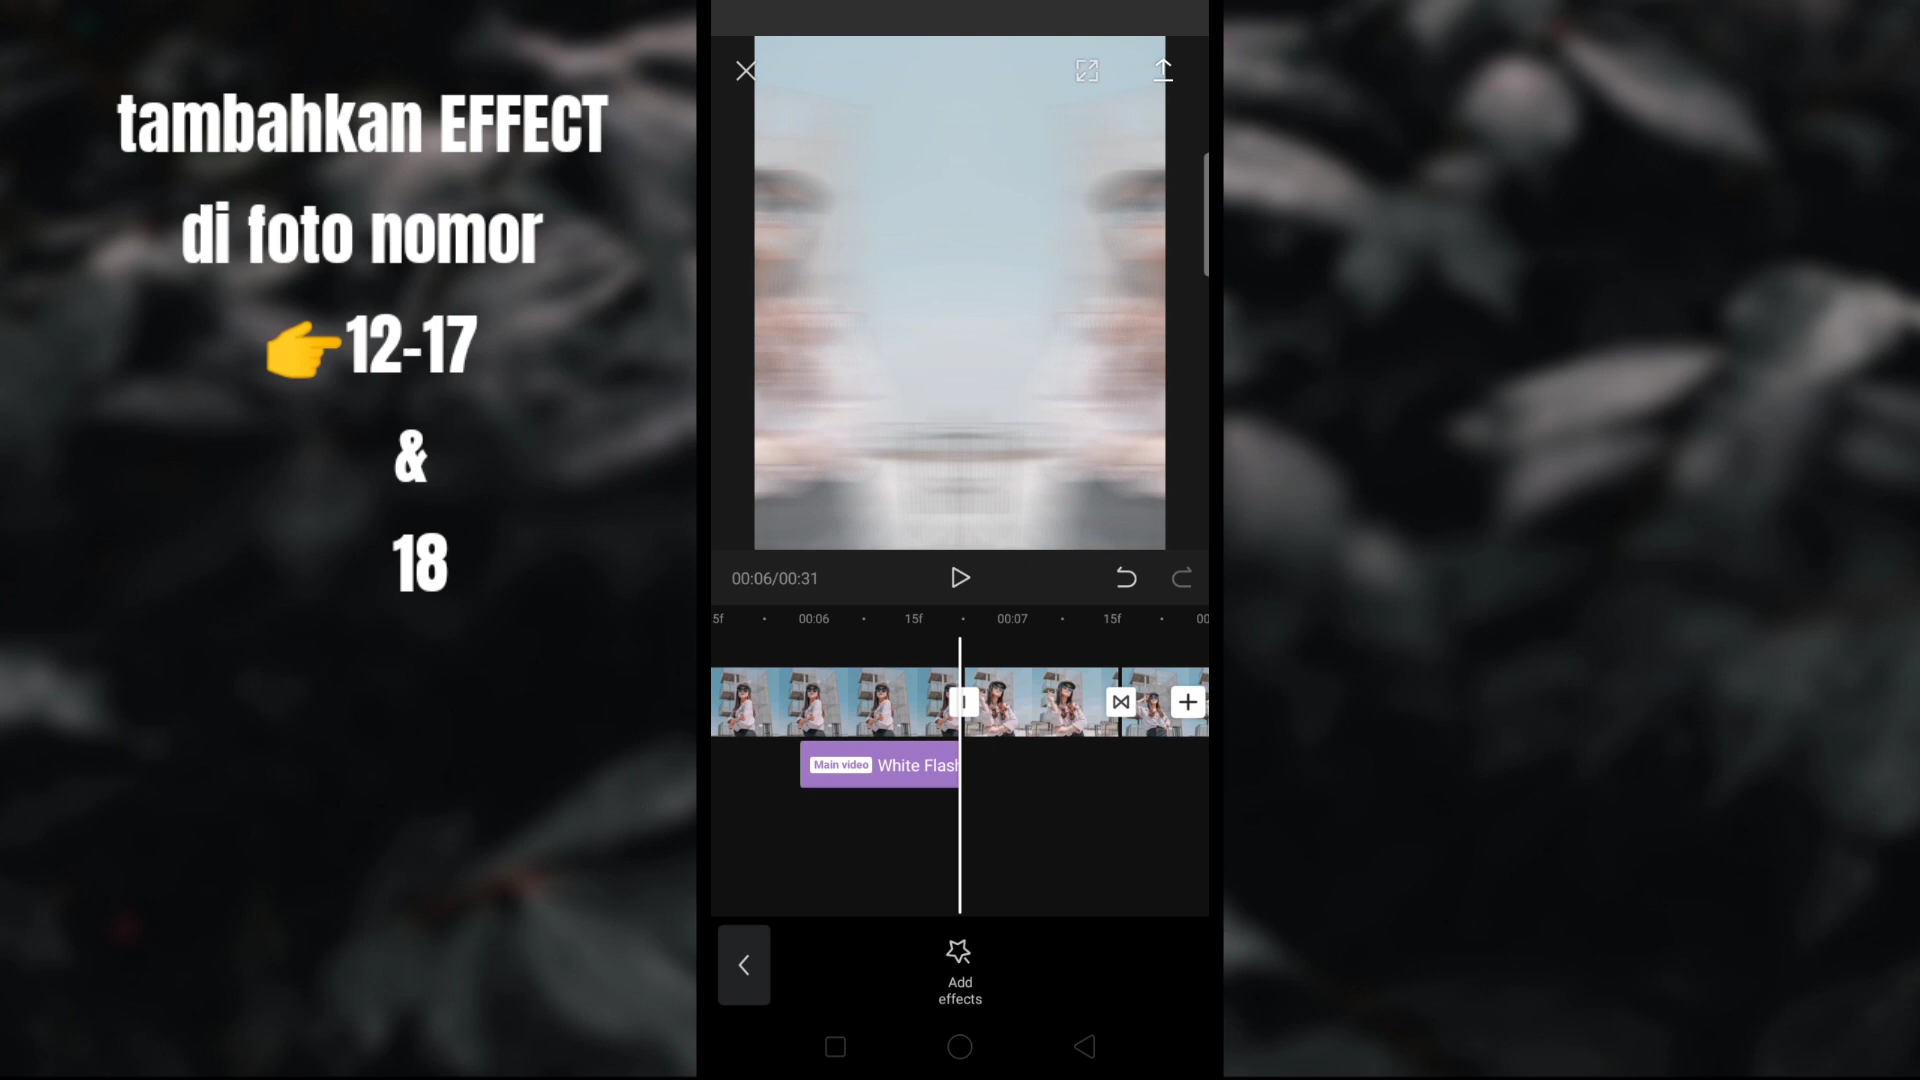 tambahkan EFFECT
di foto nomor
👉12-17
&
18
00:06/00:31
5f
00:06
15f
00:07
15f
00
Main video White Flash
Add
effects